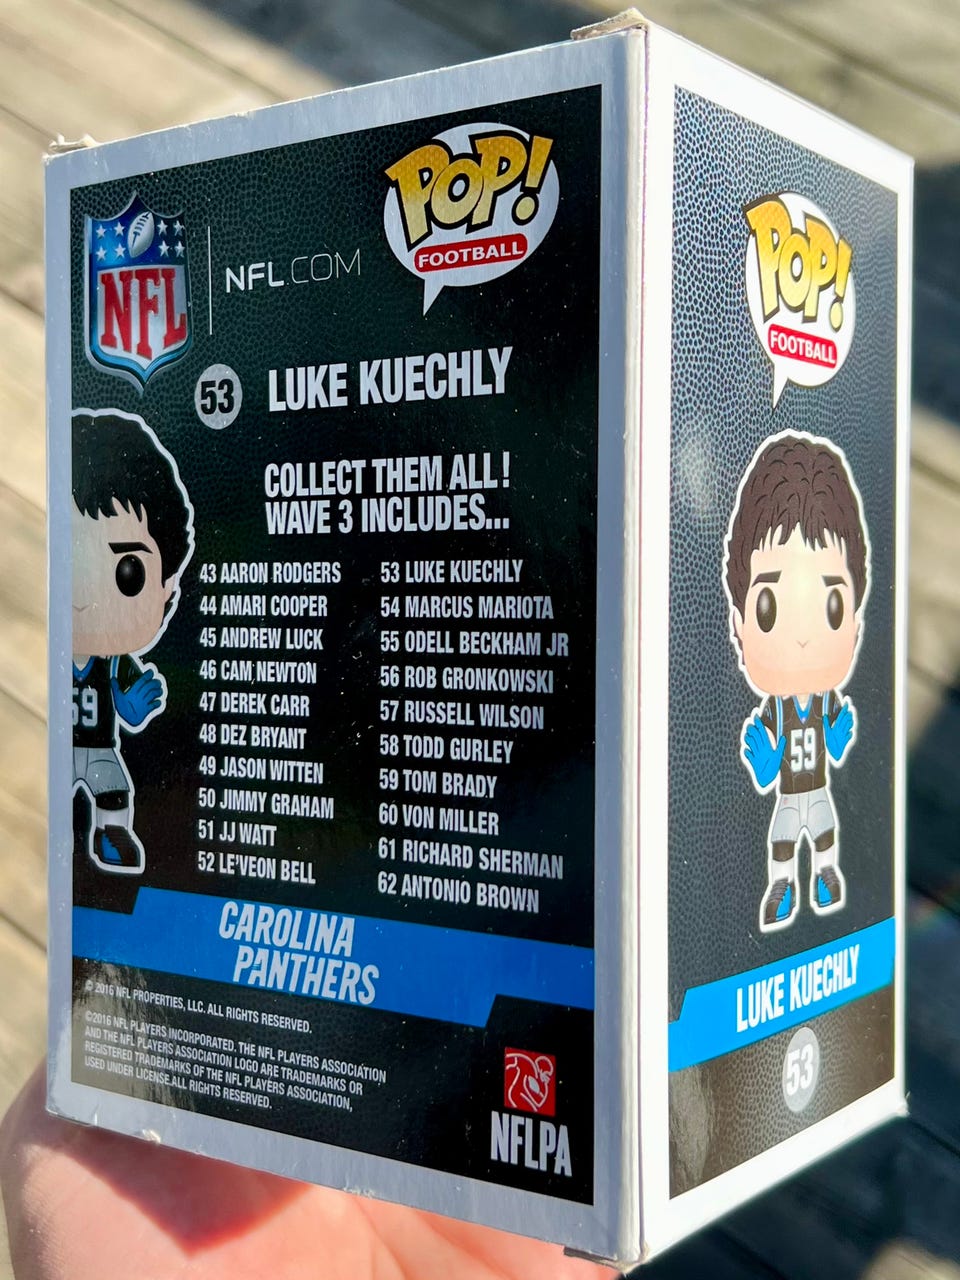 NFL
NFL.COM
POP!
FOOTBALL
53 LUKE KUECHLY
COLLECT THEM ALL!
WAVE 3 INCLUDES...
43 AARON RODGERS
44 AMARI COOPER
45 ANDREW LUCK
46 CAM NEWTON
47 DEREK CARR
48 DEZ BRYANT
49 JASON WITTEN
50 JIMMY GRAHAM
51 JJ WATT
52 LE'VEON BELL
53 LUKE KUECHLY
54 MARCUS MARIOTA
55 ODELL BECKHAM JR
56 ROB GRONKOWSKI
57 RUSSELL WILSON
58 TODD GURLEY
59 TOM BRADY
60 VON MILLER
61 RICHARD SHERMAN
62 ANTONIO BROWN
59
CAROLINA
PANTHERS
© 2016 NFL PROPERTIES, LLC. ALL RIGHTS RESERVED.
©2016 NFL PLAYERS INCORPORATED. THE NFL PLAYERS ASSOCIATION
AND THE NFL PLAYERS ASSOCIATION LOGO ARE TRADEMARKS OR
REGISTERED TRADEMARKS OF THE NFL PLAYERS ASSOCIATION,
USED UNDER LICENSE.ALL RIGHTS RESERVED.
NFLPA
POP!
FOOTBALL
59
LUKE KUECHLY
53